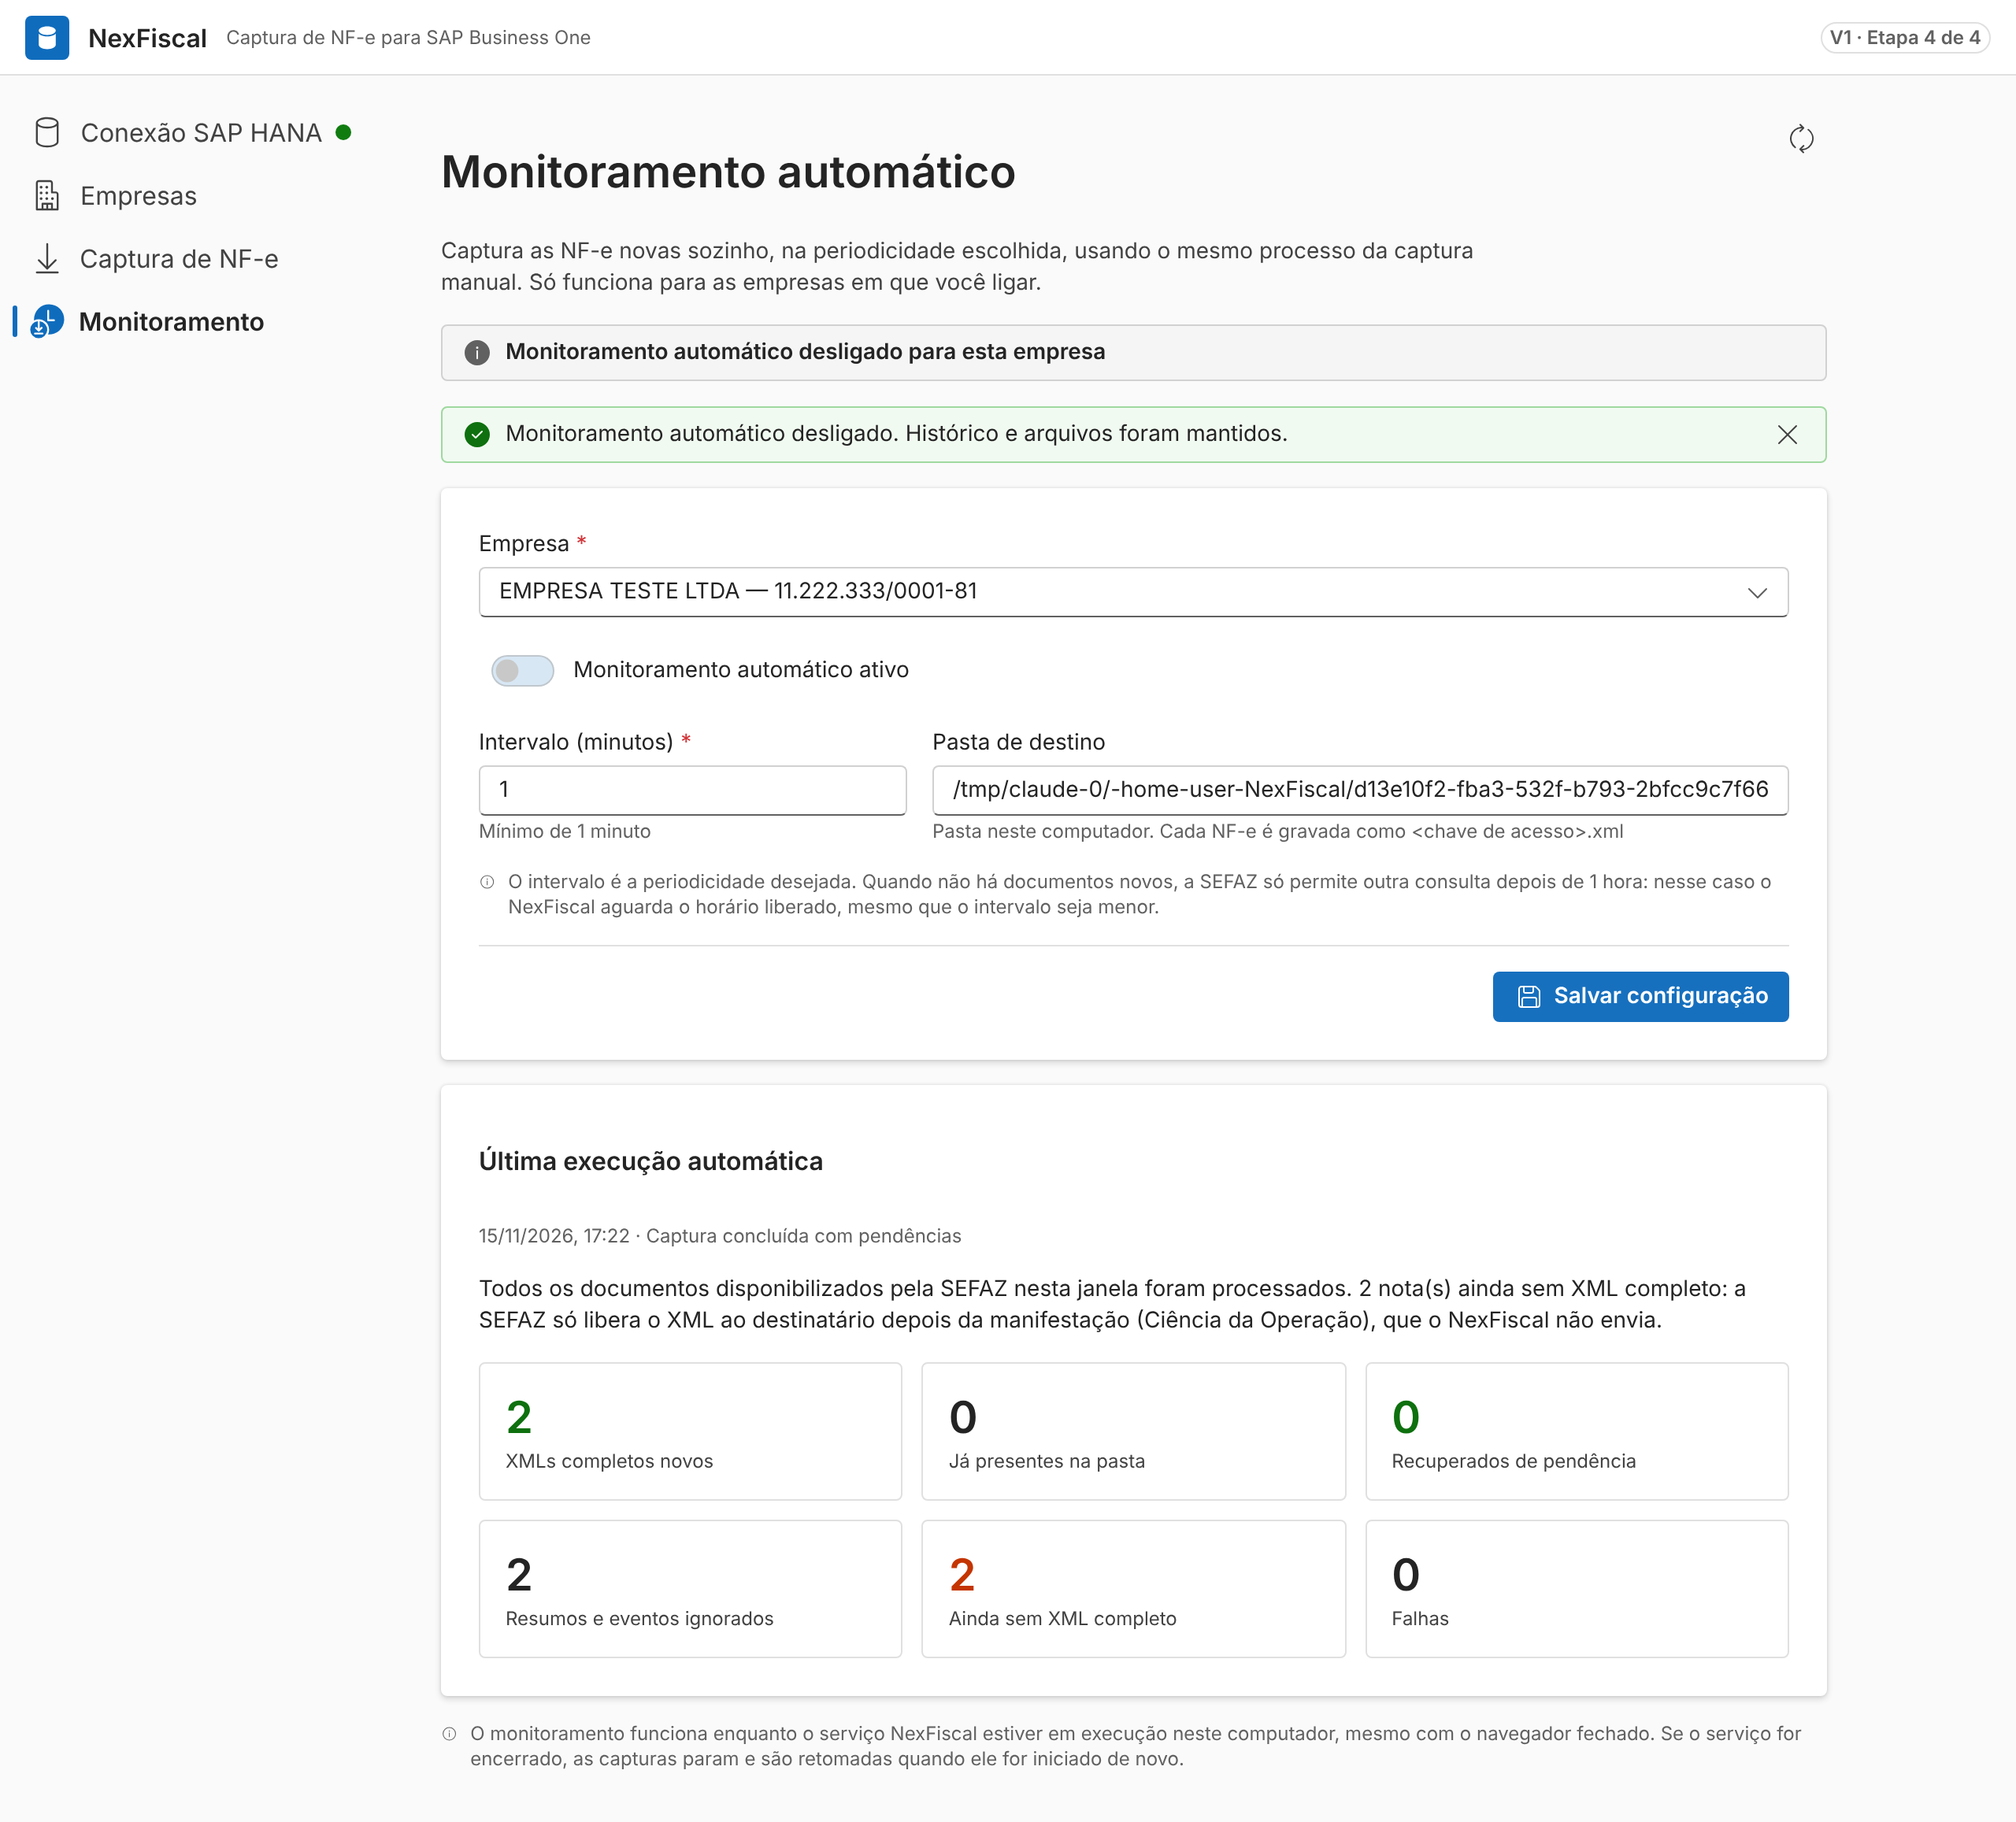 NexFiscal Captura de NF-e para SAP Business One
V1 · Etapa 4 de 4
Conexão SAP HANA
Empresas
Captura de NF-e
Monitoramento
Monitoramento automático
Captura as NF-e novas sozinho, na periodicidade escolhida, usando o mesmo processo da captura
manual. Só funciona para as empresas em que você ligar.
Monitoramento automático desligado para esta empresa
Monitoramento automático desligado. Histórico e arquivos foram mantidos.
Empresa *
EMPRESA TESTE LTDA — 11.222.333/0001-81
Monitoramento automático ativo
Intervalo (minutos) *
1
Mínimo de 1 minuto
Pasta de destino
/tmp/claude-0/-home-user-NexFiscal/d13e10f2-fba3-532f-b793-2bfcc9c7f66
Pasta neste computador. Cada NF-e é gravada como <chave de acesso>.xml
O intervalo é a periodicidade desejada. Quando não há documentos novos, a SEFAZ só permite outra consulta depois de 1 hora: nesse caso o
NexFiscal aguarda o horário liberado, mesmo que o intervalo seja menor.
Salvar configuração
Última execução automática
15/11/2026, 17:22 · Captura concluída com pendências
Todos os documentos disponibilizados pela SEFAZ nesta janela foram processados. 2 nota(s) ainda sem XML completo: a
SEFAZ só libera o XML ao destinatário depois da manifestação (Ciência da Operação), que o NexFiscal não envia.
2
XMLs completos novos
0
Já presentes na pasta
0
Recuperados de pendência
2
Resumos e eventos ignorados
2
Ainda sem XML completo
0
Falhas
O monitoramento funciona enquanto o serviço NexFiscal estiver em execução neste computador, mesmo com o navegador fechado. Se o serviço for
encerrado, as capturas param e são retomadas quando ele for iniciado de novo.